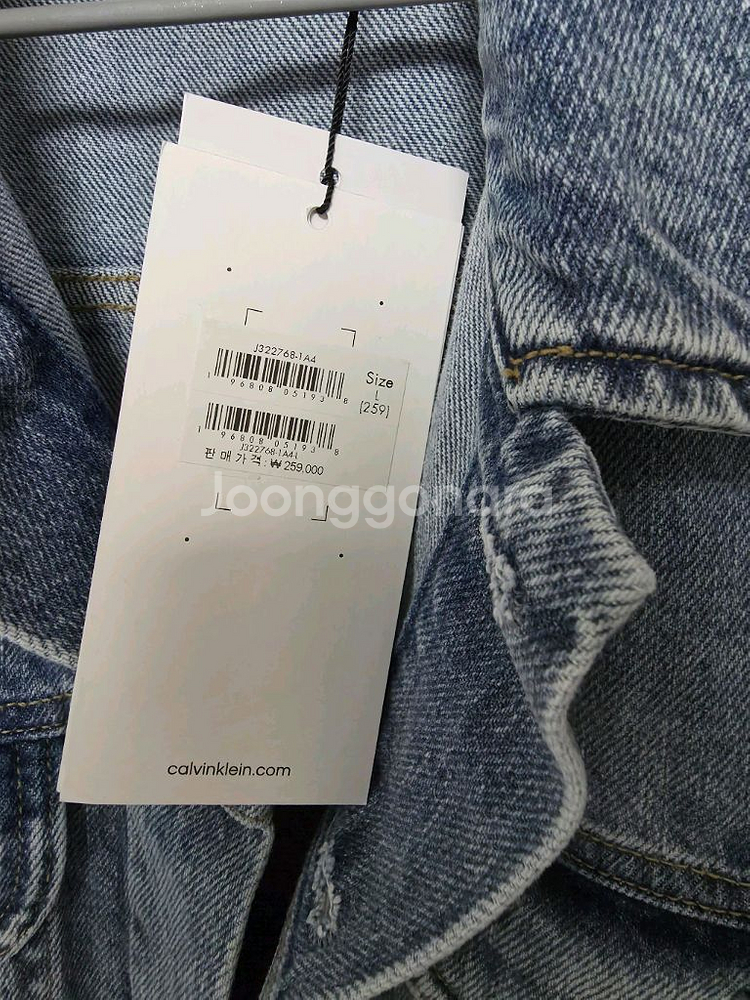 J322768-1A4
1 96808 05193 8
Size
L
(259)
1 96808 05193 8
J322768-1A4L
판매가격 : ₩ 259,000
Joonggonara
calvinklein.com